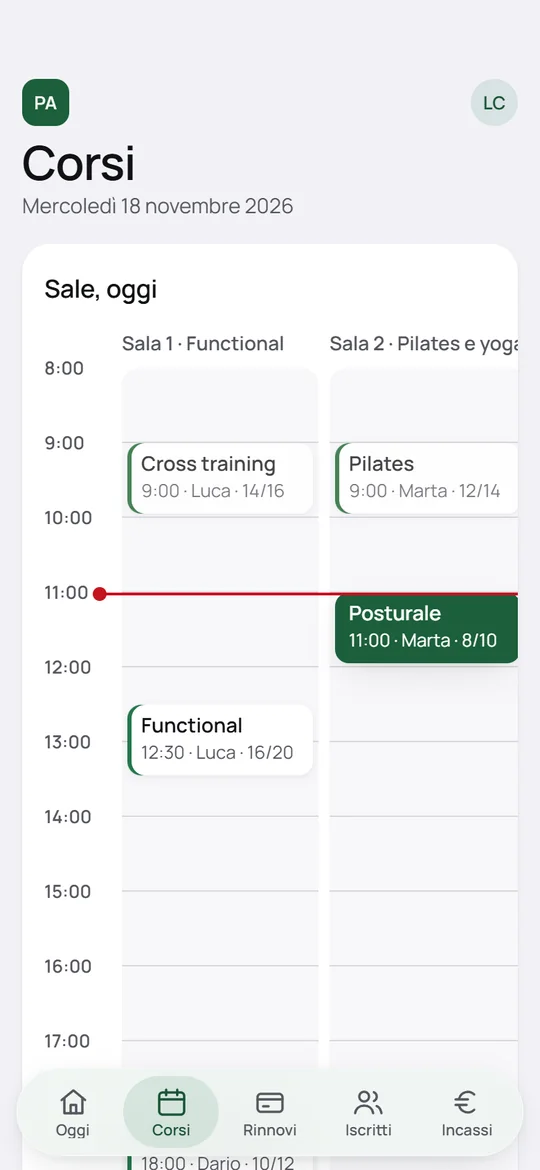 PA
LC
Corsi
Mercoledì 18 novembre 2026
Sale, oggi
Sala 1 · Functional
Sala 2 · Pilates e yoga
8:00
9:00
Cross training
9:00 · Luca · 14/16
Pilates
9:00 · Marta · 12/14
10:00
11:00
Posturale
11:00 · Marta · 8/10
12:00
Functional
12:30 · Luca · 16/20
13:00
14:00
15:00
16:00
17:00
Oggi
Corsi
Rinnovi
Iscritti
Incassi
18:00 · Dario · 10/12